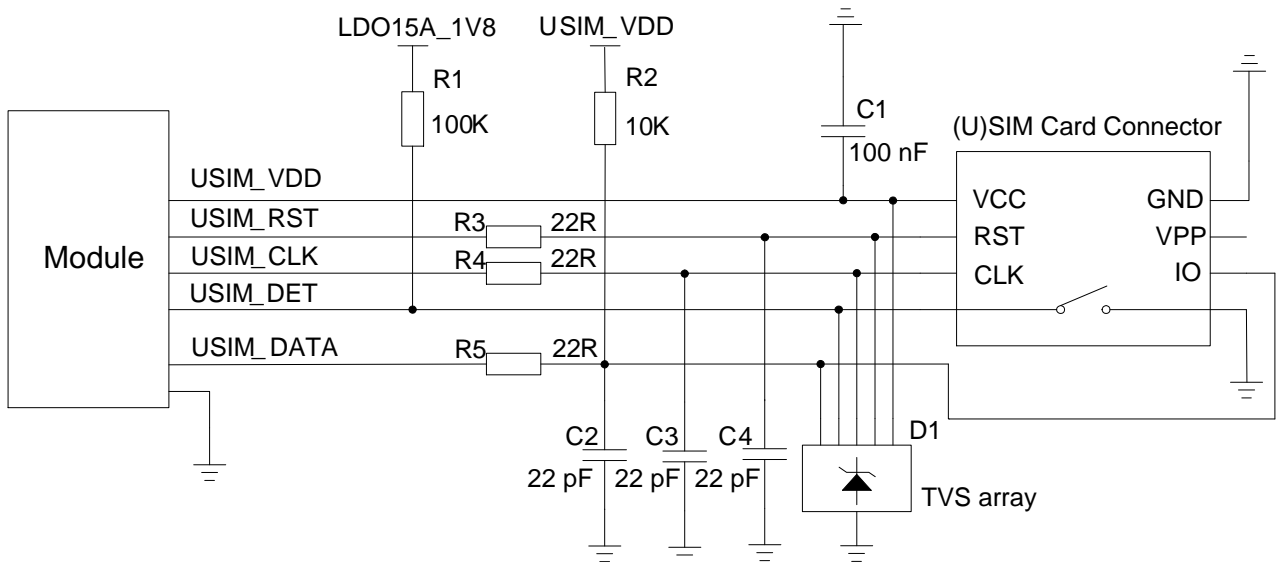 LDO15A_1V8
USIM_VDD
R1
100K
R2
10K
C1
100 nF
(U)SIM Card Connector
Module
USIM_VDD
USIM_RST
USIM_CLK
USIM_DET
USIM_DATA
R3 22R
R4 22R
R5 22R
VCC GND
RST VPP
CLK IO
C2
22 pF
C3
22 pF
C4
22 pF
D1
TVS array